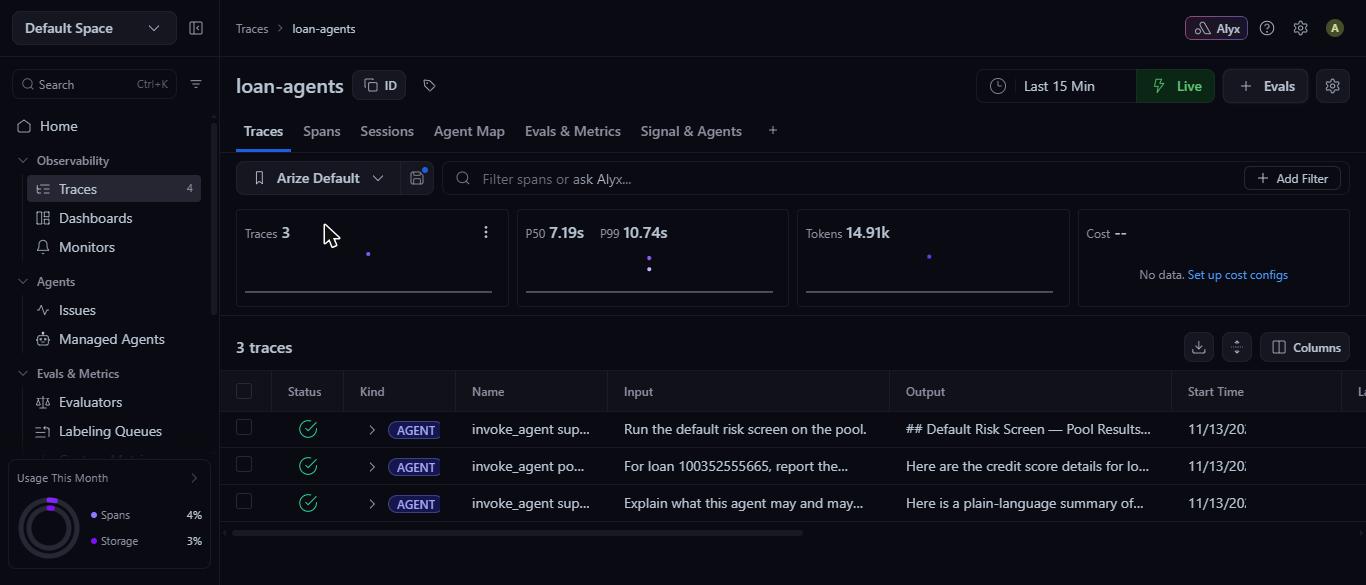 Default Space
Traces > loan-agents
Alyx
A
Search Ctrl+K
Home
Observability
Traces 4
Dashboards
Monitors
Agents
Issues
Managed Agents
Evals & Metrics
Evaluators
Labeling Queues
Usage This Month
Spans 4%
Storage 3%
loan-agents
ID
Last 15 Min
Live
+ Evals
Traces Spans Sessions Agent Map Evals & Metrics Signal & Agents +
Arize Default
Filter spans or ask Alyx...
+ Add Filter
Traces 3
P50 7.19s P99 10.74s
Tokens 14.91k
Cost --
No data. Set up cost configs
3 traces
Columns
Status Kind Name Input Output Start Time
AGENT invoke_agent sup... Run the default risk screen on the pool. ## Default Risk Screen — Pool Results... 11/13/20
AGENT invoke_agent po... For loan 100352555665, report the... Here are the credit score details for lo... 11/13/20
AGENT invoke_agent sup... Explain what this agent may and may... Here is a plain-language summary of... 11/13/20